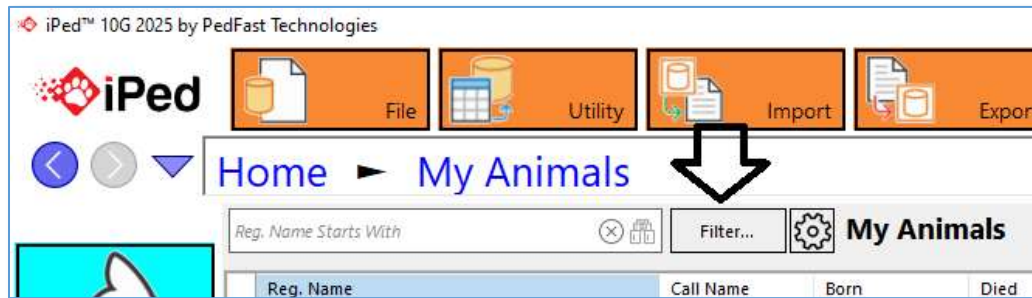 iPed™ 10G 2025 by PedFast Technologies
iPed File Utility Import Expor
Home ► My Animals
Reg. Name Starts With Filter... My Animals
Reg. Name Call Name Born Died